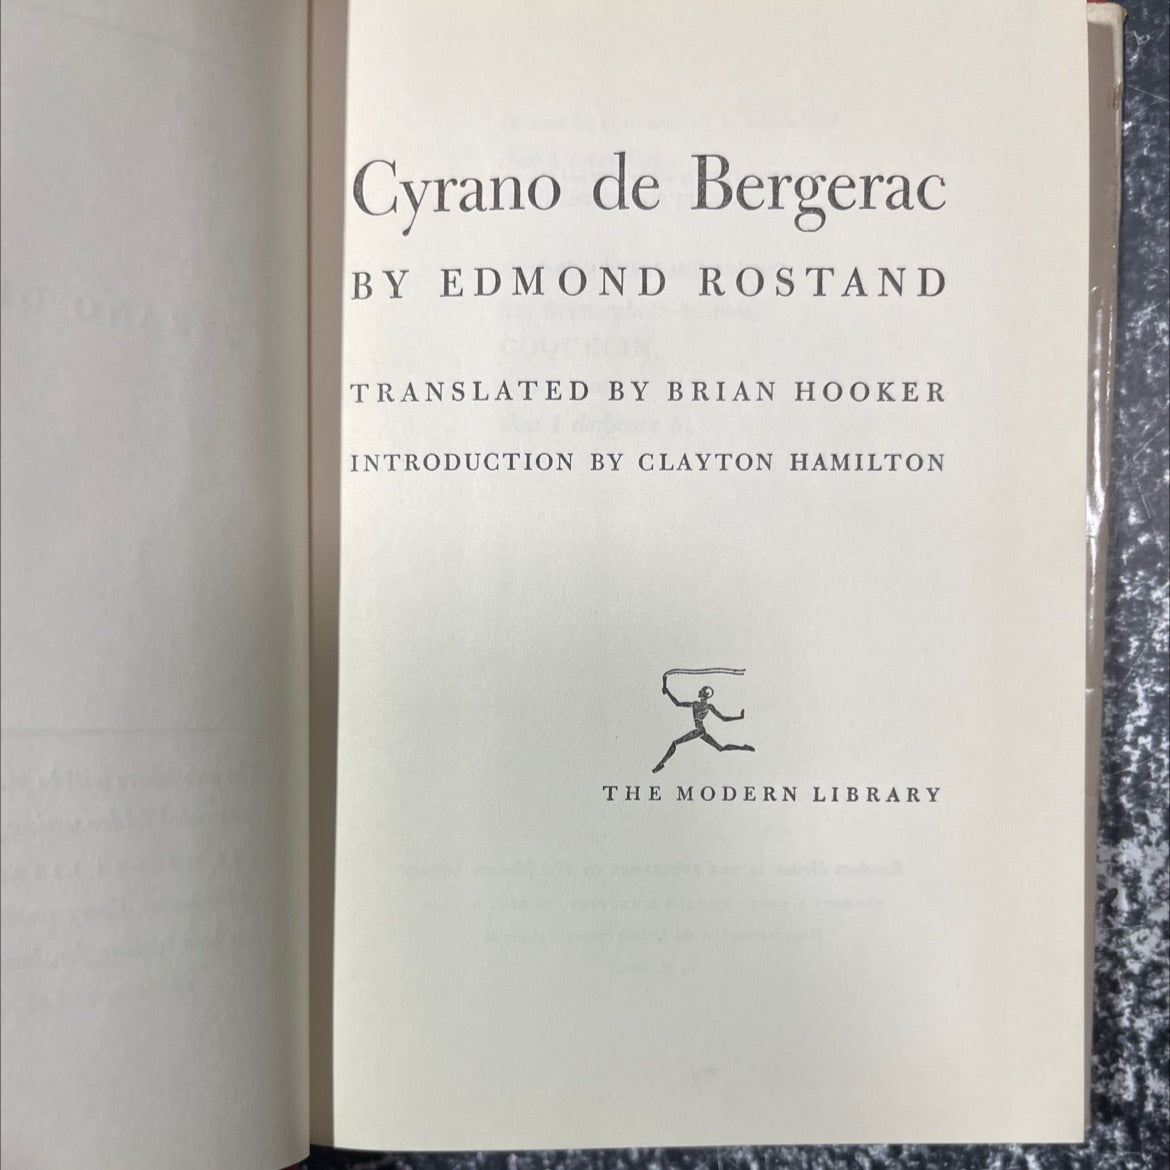 Cyrano de Bergerac
BY EDMOND ROSTAND
TRANSLATED BY BRIAN HOOKER
INTRODUCTION BY CLAYTON HAMILTON
THE MODERN LIBRARY